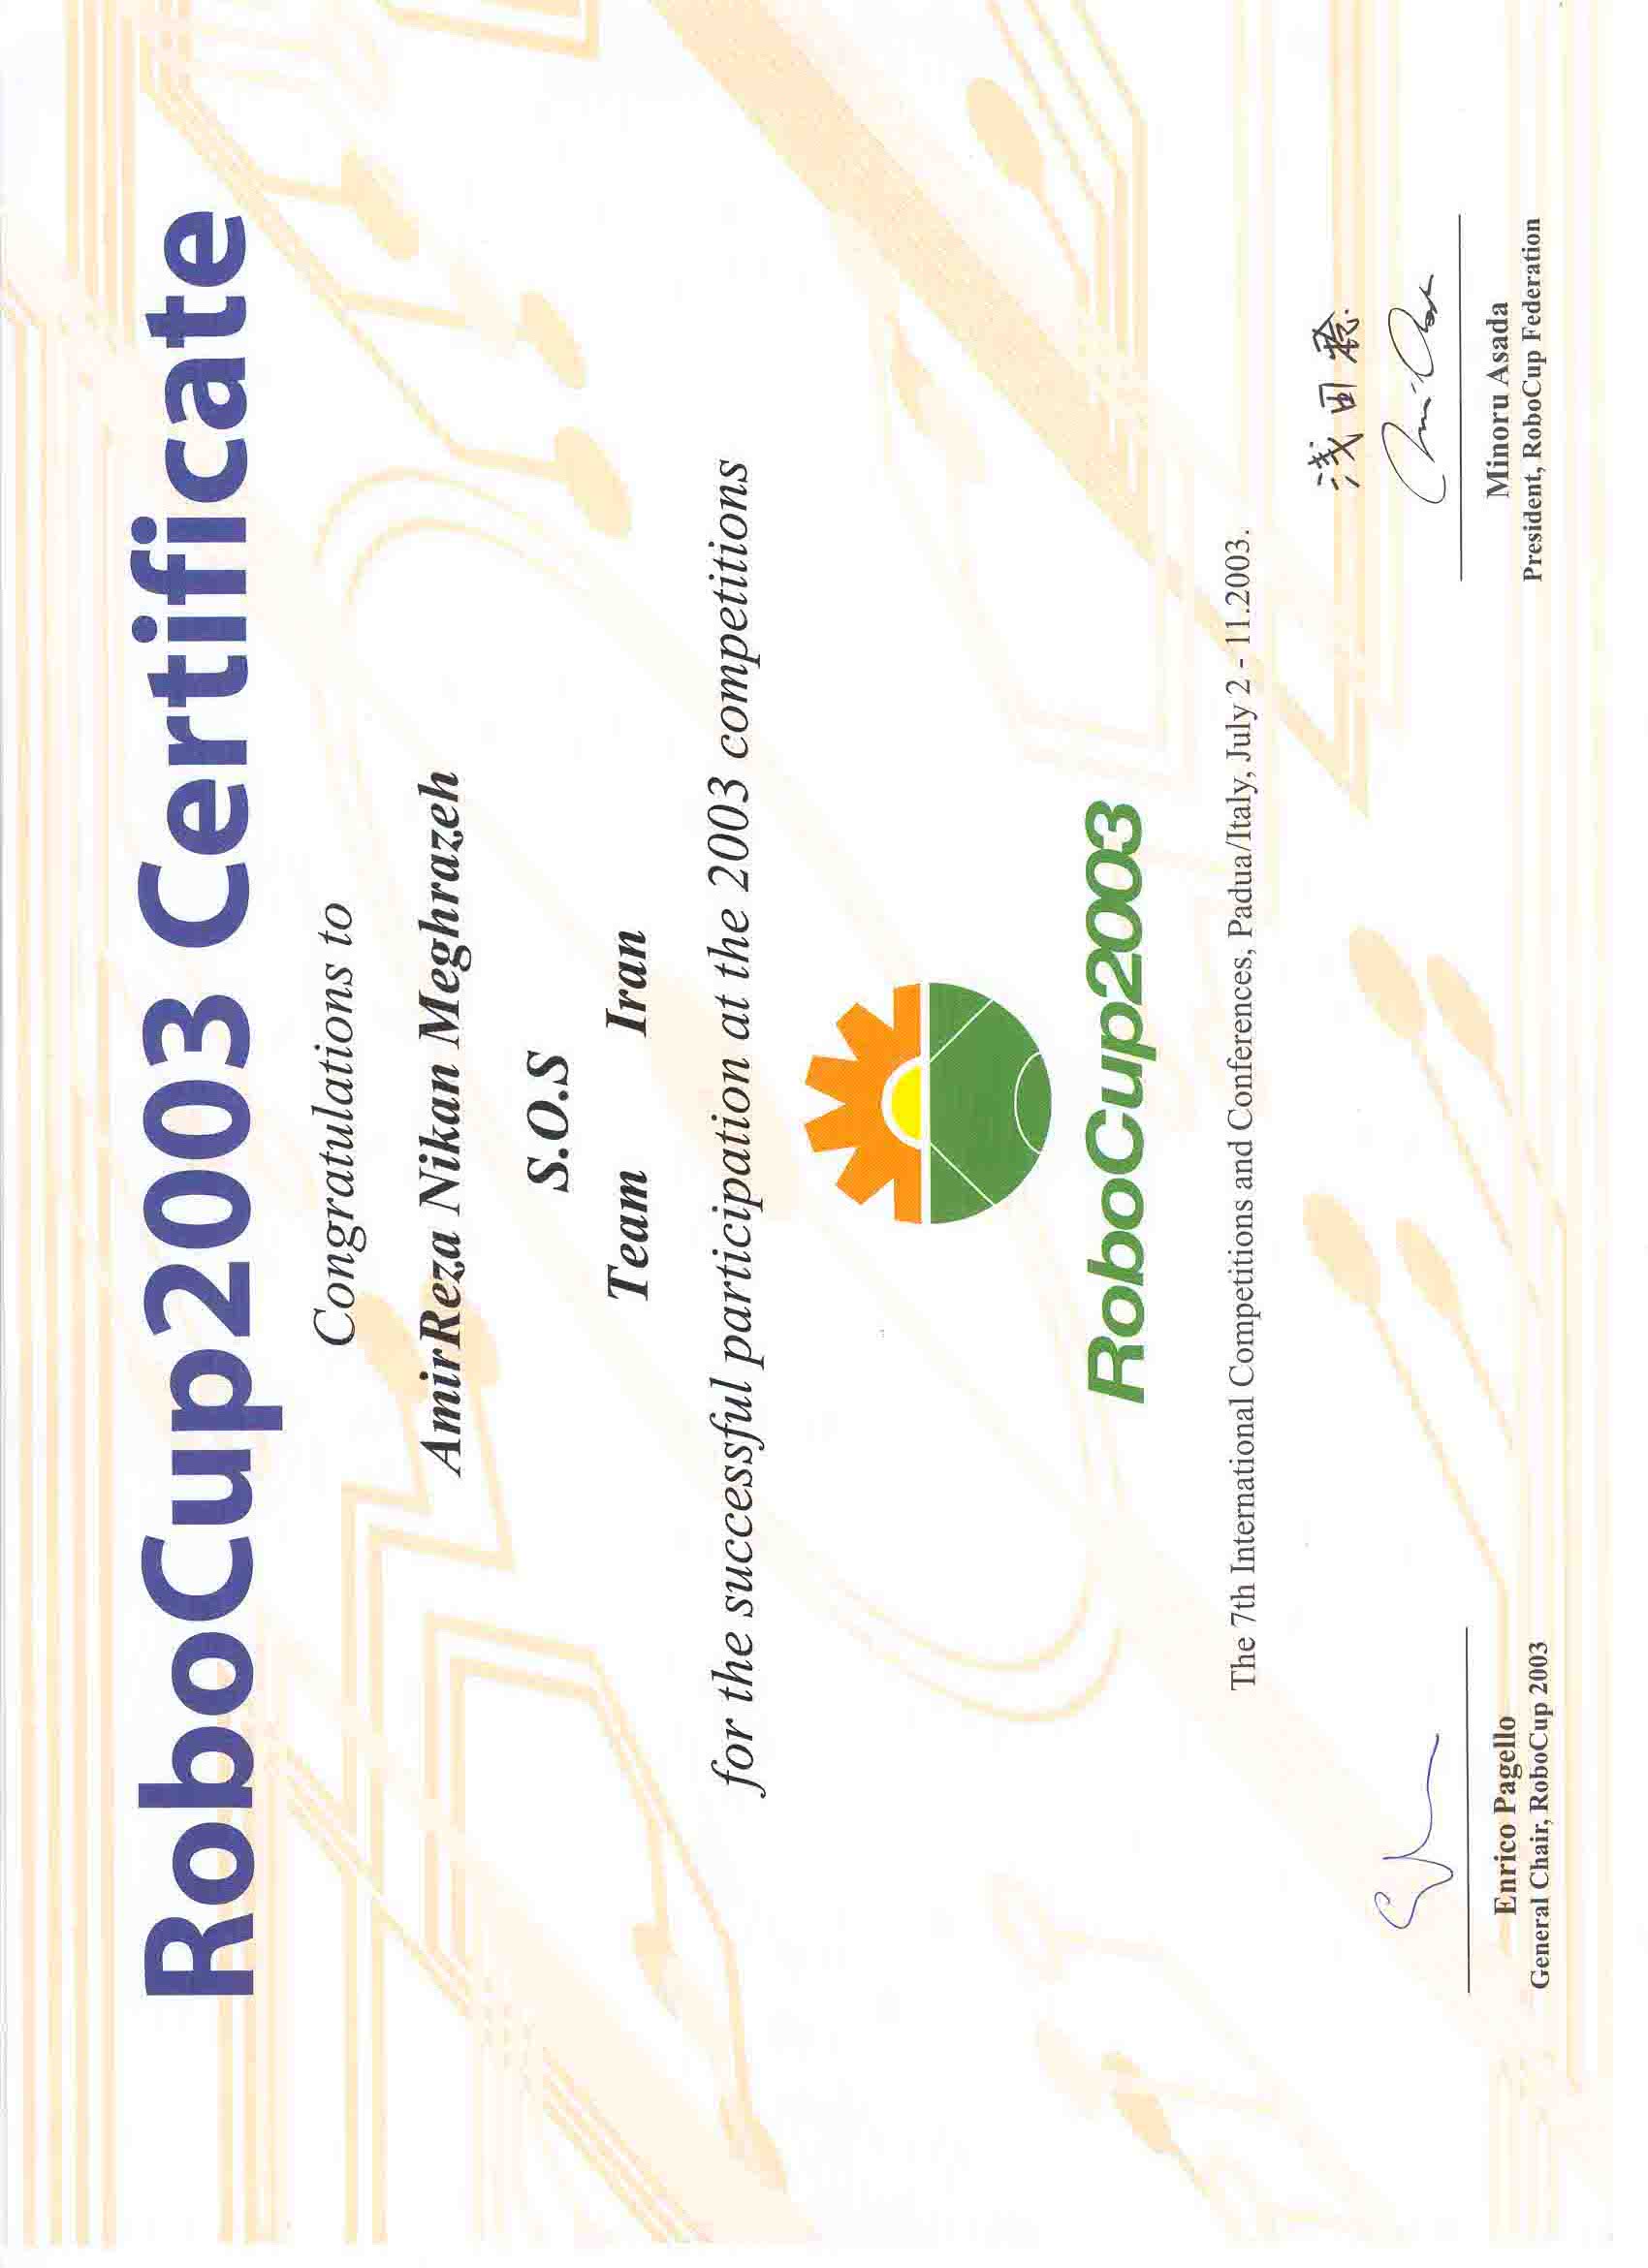 RoboCup2003 Certificate
Congratulations to
AmirReza Nikan Meghrazeh
S.O.S
Team Iran
for the successful participation at the 2003 competitions
RoboCup2003
The 7th International Competitions and Conferences, Padua/Italy, July 2 - 11.2003.
浅田 稔
Enrico Pagello
General Chair, RoboCup 2003
Minoru Asada
President, RoboCup Federation